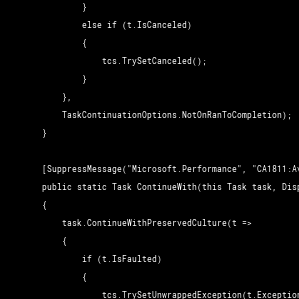 }
else if (t.IsCanceled)
{
tcs.TrySetCanceled();
}
},
TaskContinuationOptions.NotOnRanToCompletion);
}
[SuppressMessage("Microsoft.Performance", "CA1811:Av
public static Task ContinueWith(this Task task, Disp
{
task.ContinueWithPreservedCulture(t =>
{
if (t.IsFaulted)
{
tcs.TrySetUnwrappedException(t.Exception